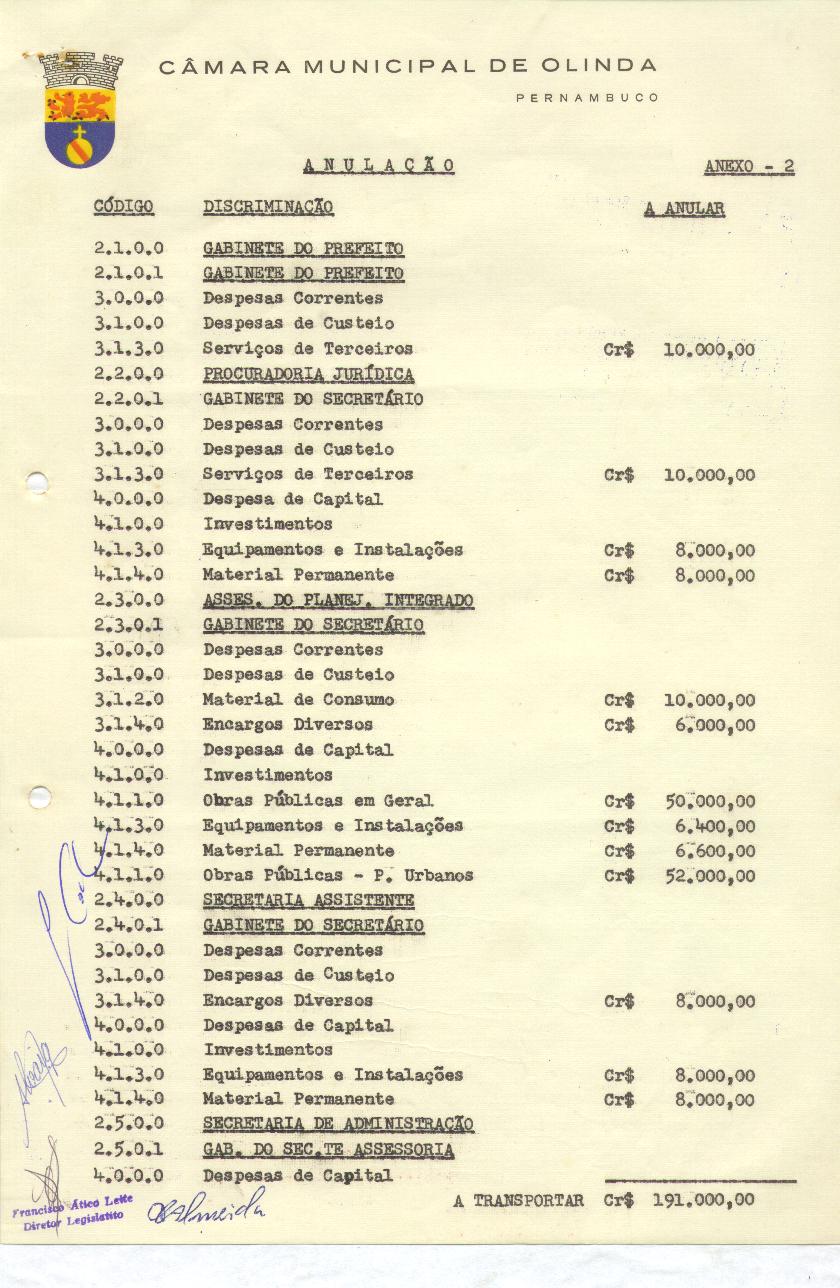 CÂMARA MUNICIPAL DE OLINDA
PERNAMBUCO
ANULAÇÃO ANEXO - 2
CÓDIGO DISCRIMINAÇÃO A ANULAR
2.1.0.0 GABINETE DO PREFEITO
2.1.0.1 GABINETE DO PREFEITO
3.0.0.0 Despesas Correntes
3.1.0.0 Despesas de Custeio
3.1.3.0 Serviços de Terceiros Cr$ 10.000,00
2.2.0.0 PROCURADORIA JURÍDICA
2.2.0.1 GABINETE DO SECRETÁRIO
3.0.0.0 Despesas Correntes
3.1.0.0 Despesas de Custeio
3.1.3.0 Serviços de Terceiros Cr$ 10.000,00
4.0.0.0 Despesa de Capital
4.1.0.0 Investimentos
4.1.3.0 Equipamentos e Instalações Cr$ 8.000,00
4.1.4.0 Material Permanente Cr$ 8.000,00
2.3.0.0 ASSES. DO PLANEJ. INTEGRADO
2.3.0.1 GABINETE DO SECRETÁRIO
3.0.0.0 Despesas Correntes
3.1.0.0 Despesas de Custeio
3.1.2.0 Material de Consumo Cr$ 10.000,00
3.1.4.0 Encargos Diversos Cr$ 6.000,00
4.0.0.0 Despesas de Capital
4.1.0.0 Investimentos
4.1.1.0 Obras Públicas em Geral Cr$ 50.000,00
4.1.3.0 Equipamentos e Instalações Cr$ 6.400,00
4.1.4.0 Material Permanente Cr$ 6.600,00
4.1.1.0 Obras Públicas - P. Urbanos Cr$ 52.000,00
2.4.0.0 SECRETARIA ASSISTENTE
2.4.0.1 GABINETE DO SECRETÁRIO
3.0.0.0 Despesas Correntes
3.1.0.0 Despesas de Custeio
3.1.4.0 Encargos Diversos Cr$ 8.000,00
4.0.0.0 Despesas de Capital
4.1.0.0 Investimentos
4.1.3.0 Equipamentos e Instalações Cr$ 8.000,00
4.1.4.0 Material Permanente Cr$ 8.000,00
2.5.0.0 SECRETARIA DE ADMINISTRAÇÃO
2.5.0.1 GAB. DO SEC.TE ASSESSORIA
4.0.0.0 Despesas de Capital
A TRANSPORTAR Cr$ 191.000,00
Francisco Ático Leite
Diretor Legislatito